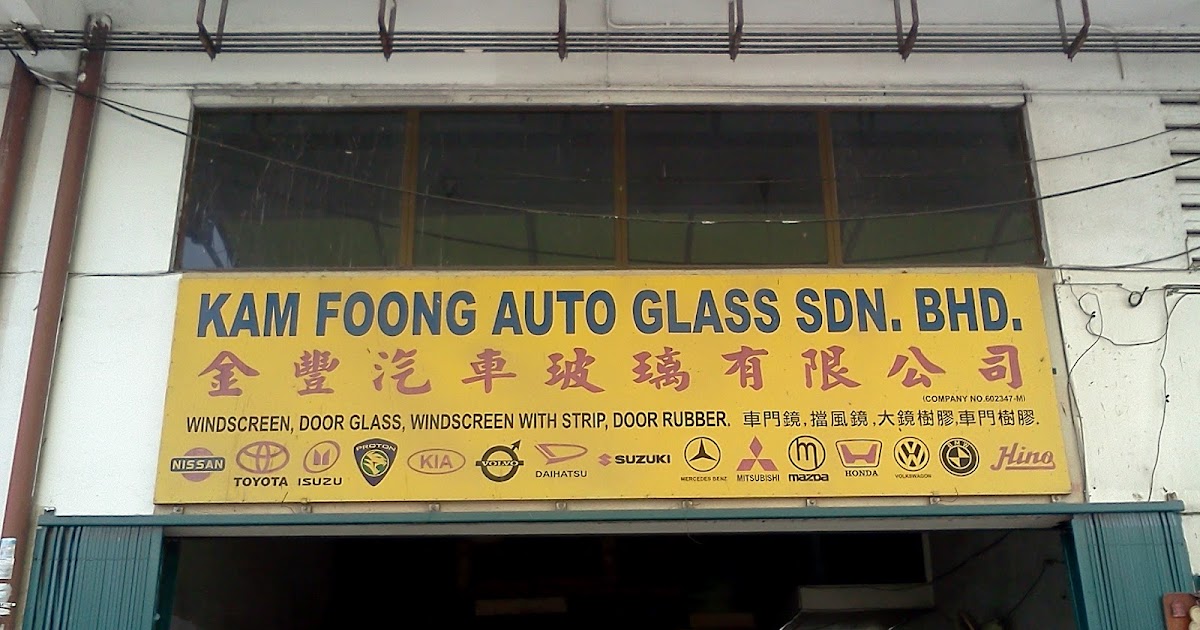 KAM FOONG AUTO GLASS SDN. BHD.
金豐汽車玻璃有限公司
(COMPANY NO.602347-M)
WINDSCREEN, DOOR GLASS, WINDSCREEN WITH STRIP, DOOR RUBBER. 車門鏡,擋風鏡,大鏡樹膠,車門樹膠.
NISSAN TOYOTA ISUZU PROTON KIA VOLVO DAIHATSU SUZUKI MERCEDES BENZ MITSUBISHI mazda HONDA VOLKSWAGON BMW Hino